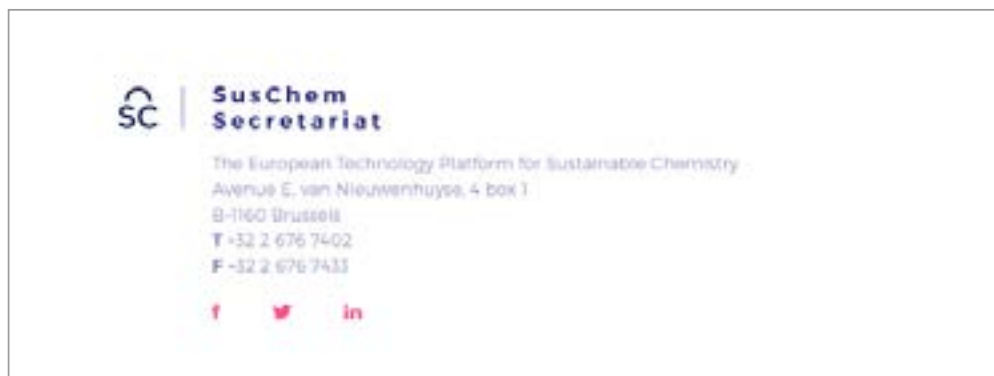 SC
SusChem
Secretariat
The European Technology Platform for Sustainable Chemistry
Avenue E. van Nieuwenhuyse, 4 box 1
B-1160 Brussels
T +32 2 676 7402
F +32 2 676 7433
f in